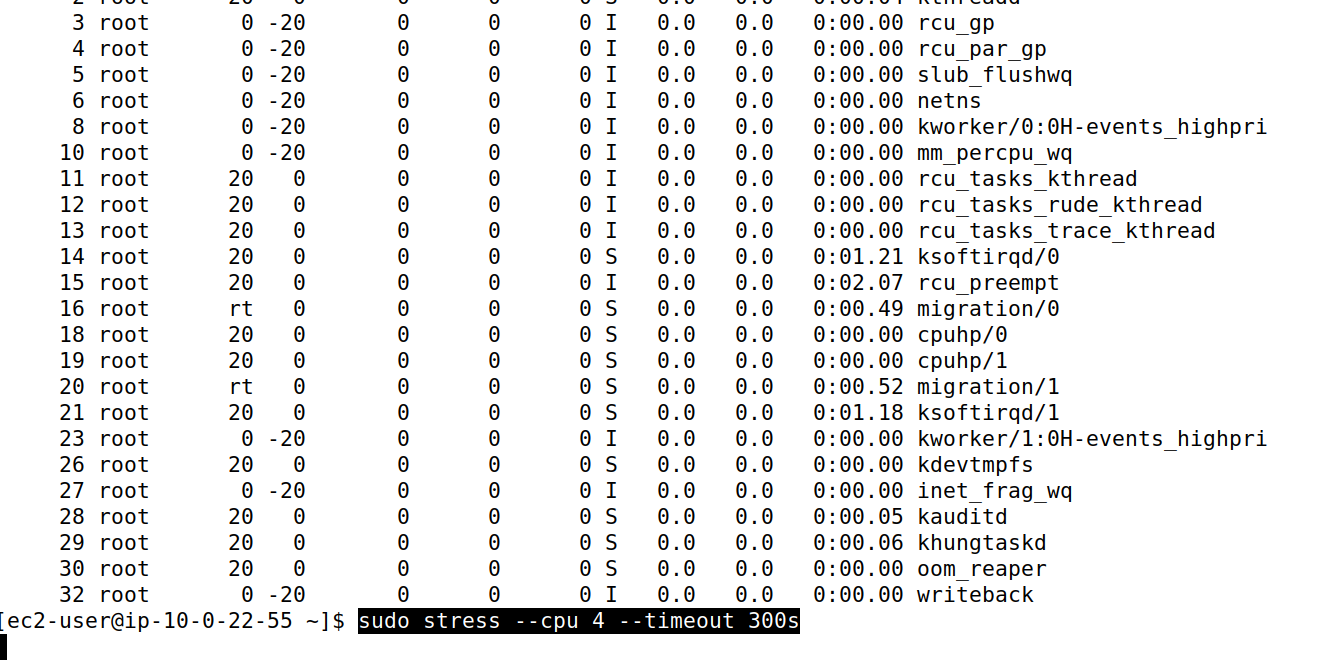 3 root 0 -20 0 0 0 I 0.0 0.0 0:00.00 rcu_gp
4 root 0 -20 0 0 0 I 0.0 0.0 0:00.00 rcu_par_gp
5 root 0 -20 0 0 0 I 0.0 0.0 0:00.00 slub_flushwq
6 root 0 -20 0 0 0 I 0.0 0.0 0:00.00 netns
8 root 0 -20 0 0 0 I 0.0 0.0 0:00.00 kworker/0:0H-events_highpri
10 root 0 -20 0 0 0 I 0.0 0.0 0:00.00 mm_percpu_wq
11 root 20 0 0 0 0 I 0.0 0.0 0:00.00 rcu_tasks_kthread
12 root 20 0 0 0 0 I 0.0 0.0 0:00.00 rcu_tasks_rude_kthread
13 root 20 0 0 0 0 I 0.0 0.0 0:00.00 rcu_tasks_trace_kthread
14 root 20 0 0 0 0 S 0.0 0.0 0:01.21 ksoftirqd/0
15 root 20 0 0 0 0 I 0.0 0.0 0:02.07 rcu_preempt
16 root rt 0 0 0 0 S 0.0 0.0 0:00.49 migration/0
18 root 20 0 0 0 0 S 0.0 0.0 0:00.00 cpuhp/0
19 root 20 0 0 0 0 S 0.0 0.0 0:00.00 cpuhp/1
20 root rt 0 0 0 0 S 0.0 0.0 0:00.52 migration/1
21 root 20 0 0 0 0 S 0.0 0.0 0:01.18 ksoftirqd/1
23 root 0 -20 0 0 0 I 0.0 0.0 0:00.00 kworker/1:0H-events_highpri
26 root 20 0 0 0 0 S 0.0 0.0 0:00.00 kdevtmpfs
27 root 0 -20 0 0 0 I 0.0 0.0 0:00.00 inet_frag_wq
28 root 20 0 0 0 0 S 0.0 0.0 0:00.05 kauditd
29 root 20 0 0 0 0 S 0.0 0.0 0:00.06 khungtaskd
30 root 20 0 0 0 0 S 0.0 0.0 0:00.00 oom_reaper
32 root 0 -20 0 0 0 I 0.0 0.0 0:00.00 writeback
[ec2-user@ip-10-0-22-55 ~]$ sudo stress --cpu 4 --timeout 300s